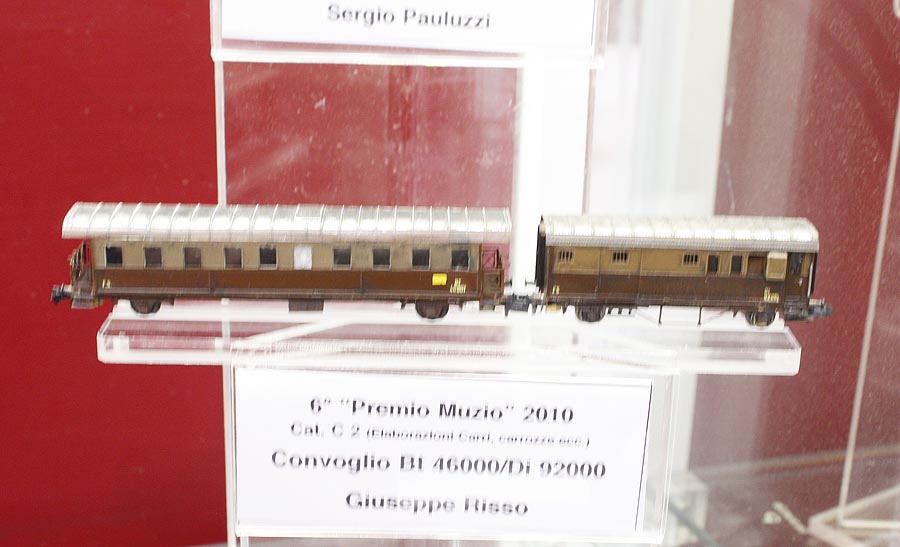 Sergio Pauluzzi
6° "Premio Muzio" 2010
Cat. C 2 (Elaborazioni Carri, carrozze ecc.)
Convoglio BI 46000/Di 92000
Giuseppe Risso